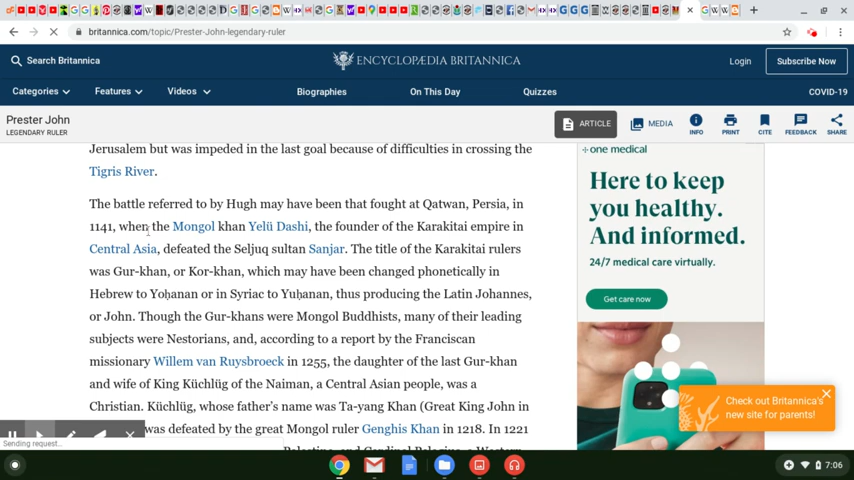 britannica.com/topic/Prester-John-legendary-ruler
Search Britannica
ENCYCLOPÆDIA BRITANNICA
Login
Subscribe Now
Categories
Features
Videos
Biographies
On This Day
Quizzes
COVID-19
Prester John
LEGENDARY RULER
ARTICLE
MEDIA
INFO
PRINT
CITE
FEEDBACK
SHARE
Jerusalem but was impeded in the last goal because of difficulties in crossing the
Tigris River.
The battle referred to by Hugh may have been that fought at Qatwan, Persia, in
1141, when the Mongol khan Yelü Dashi, the founder of the Karakitai empire in
Central Asia, defeated the Seljuq sultan Sanjar. The title of the Karakitai rulers
was Gur-khan, or Kor-khan, which may have been changed phonetically in
Hebrew to Yoḥanan or in Syriac to Yuḥanan, thus producing the Latin Johannes,
or John. Though the Gur-khans were Mongol Buddhists, many of their leading
subjects were Nestorians, and, according to a report by the Franciscan
missionary Willem van Ruysbroeck in 1255, the daughter of the last Gur-khan
and wife of King Küchlüg of the Naiman, a Central Asian people, was a
Christian. Küchlüg, whose father's name was Ta-yang Khan (Great King John in
was defeated by the great Mongol ruler Genghis Khan in 1218. In 1221
one medical
Here to keep
you healthy.
And informed.
24/7 medical care virtually.
Get care now
Check out Britannica's
new site for parents!
Sending request...
7:06